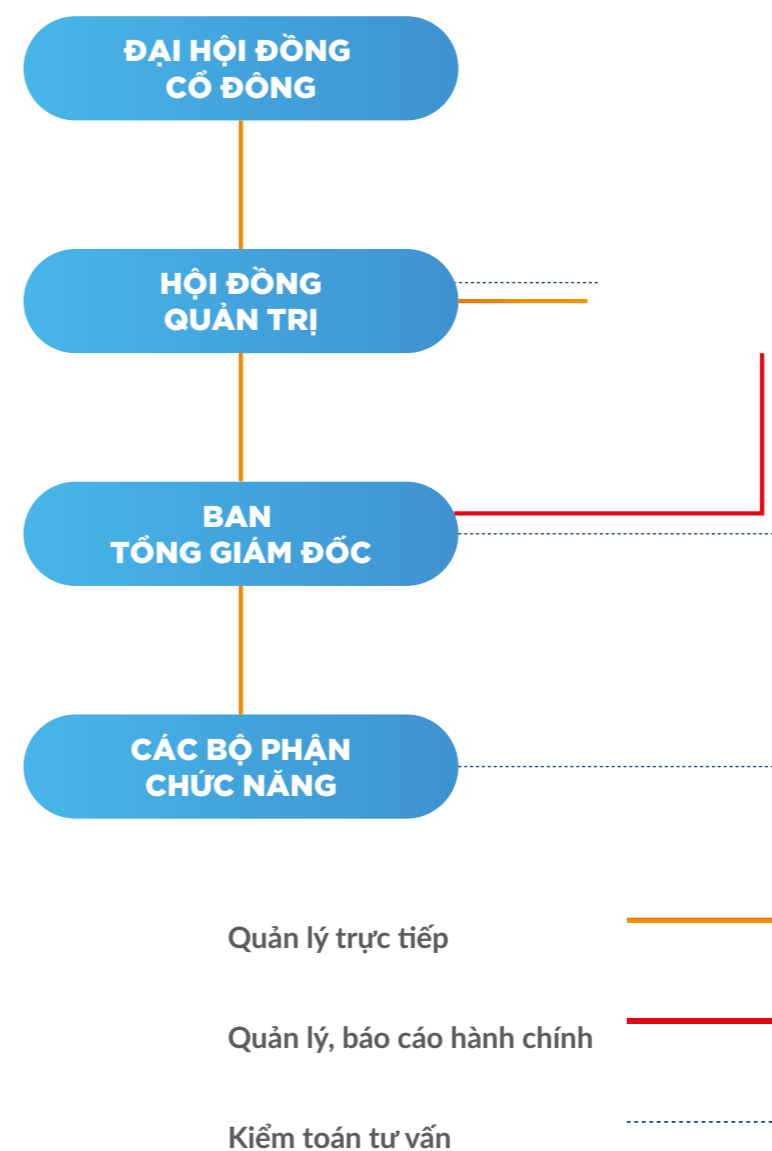 ĐẠI HỘI ĐỒNG
CỔ ĐÔNG
HỘI ĐỒNG
QUẢN TRỊ
BAN
TỔNG GIÁM ĐỐC
CÁC BỘ PHẬN
CHỨC NĂNG
Quản lý trực tiếp
Quản lý, báo cáo hành chính
Kiểm toán tư vấn